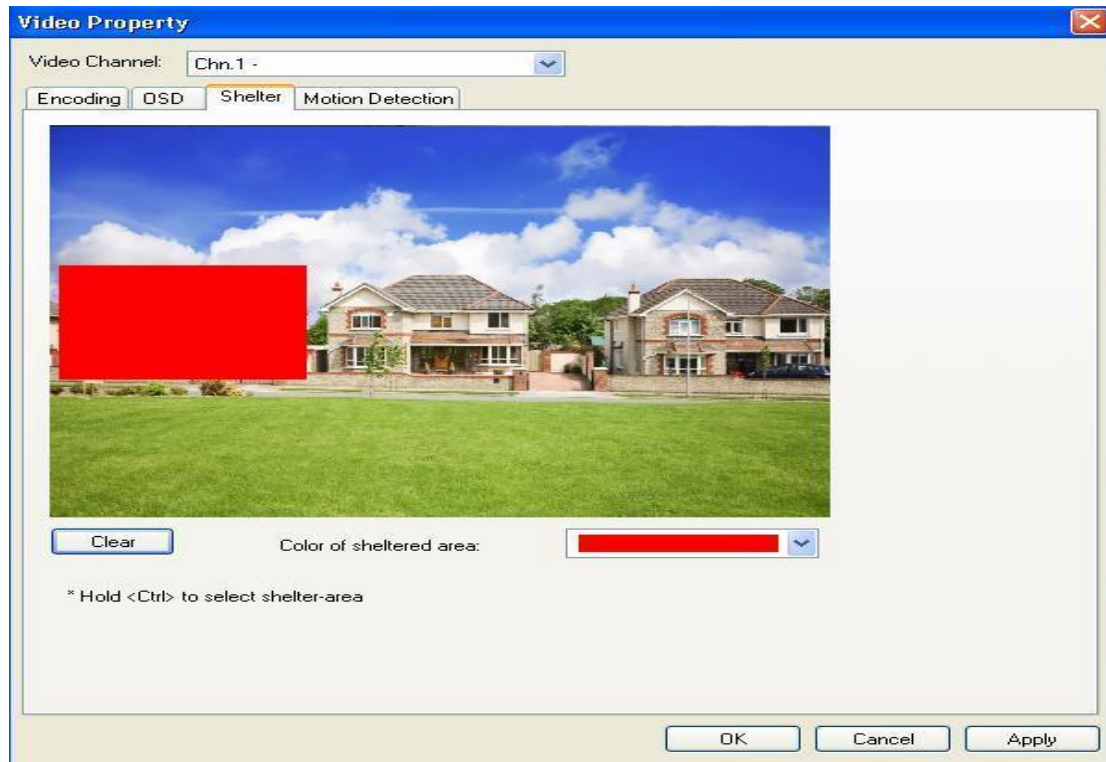 Video Property
Video Channel: Chn.1 -
Encoding OSD Shelter Motion Detection
Clear Color of sheltered area:
* Hold <Ctrl> to select shelter-area
OK Cancel Apply